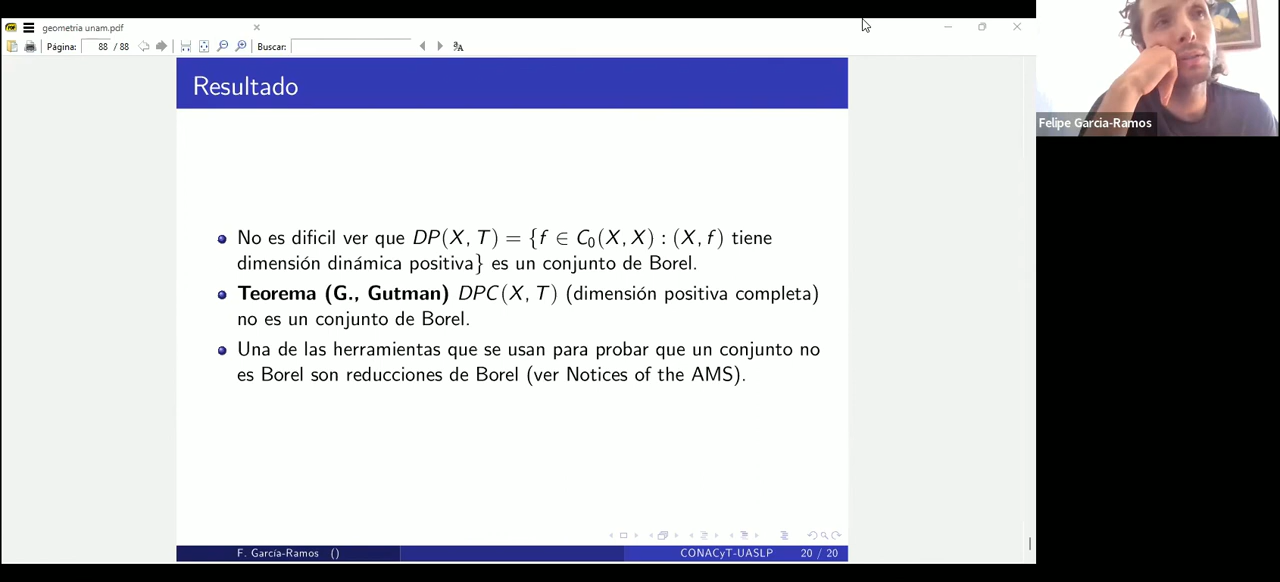 geometria unam.pdf
Página: 88 / 88 Buscar:
Resultado
No es dificil ver que DP(X, T) = {f ∈ C₀(X, X) : (X, f) tiene
dimensión dinámica positiva} es un conjunto de Borel.
Teorema (G., Gutman) DPC(X, T) (dimensión positiva completa)
no es un conjunto de Borel.
Una de las herramientas que se usan para probar que un conjunto no
es Borel son reducciones de Borel (ver Notices of the AMS).
F. García-Ramos () CONACyT-UASLP 20 / 20
Felipe Garcia-Ramos